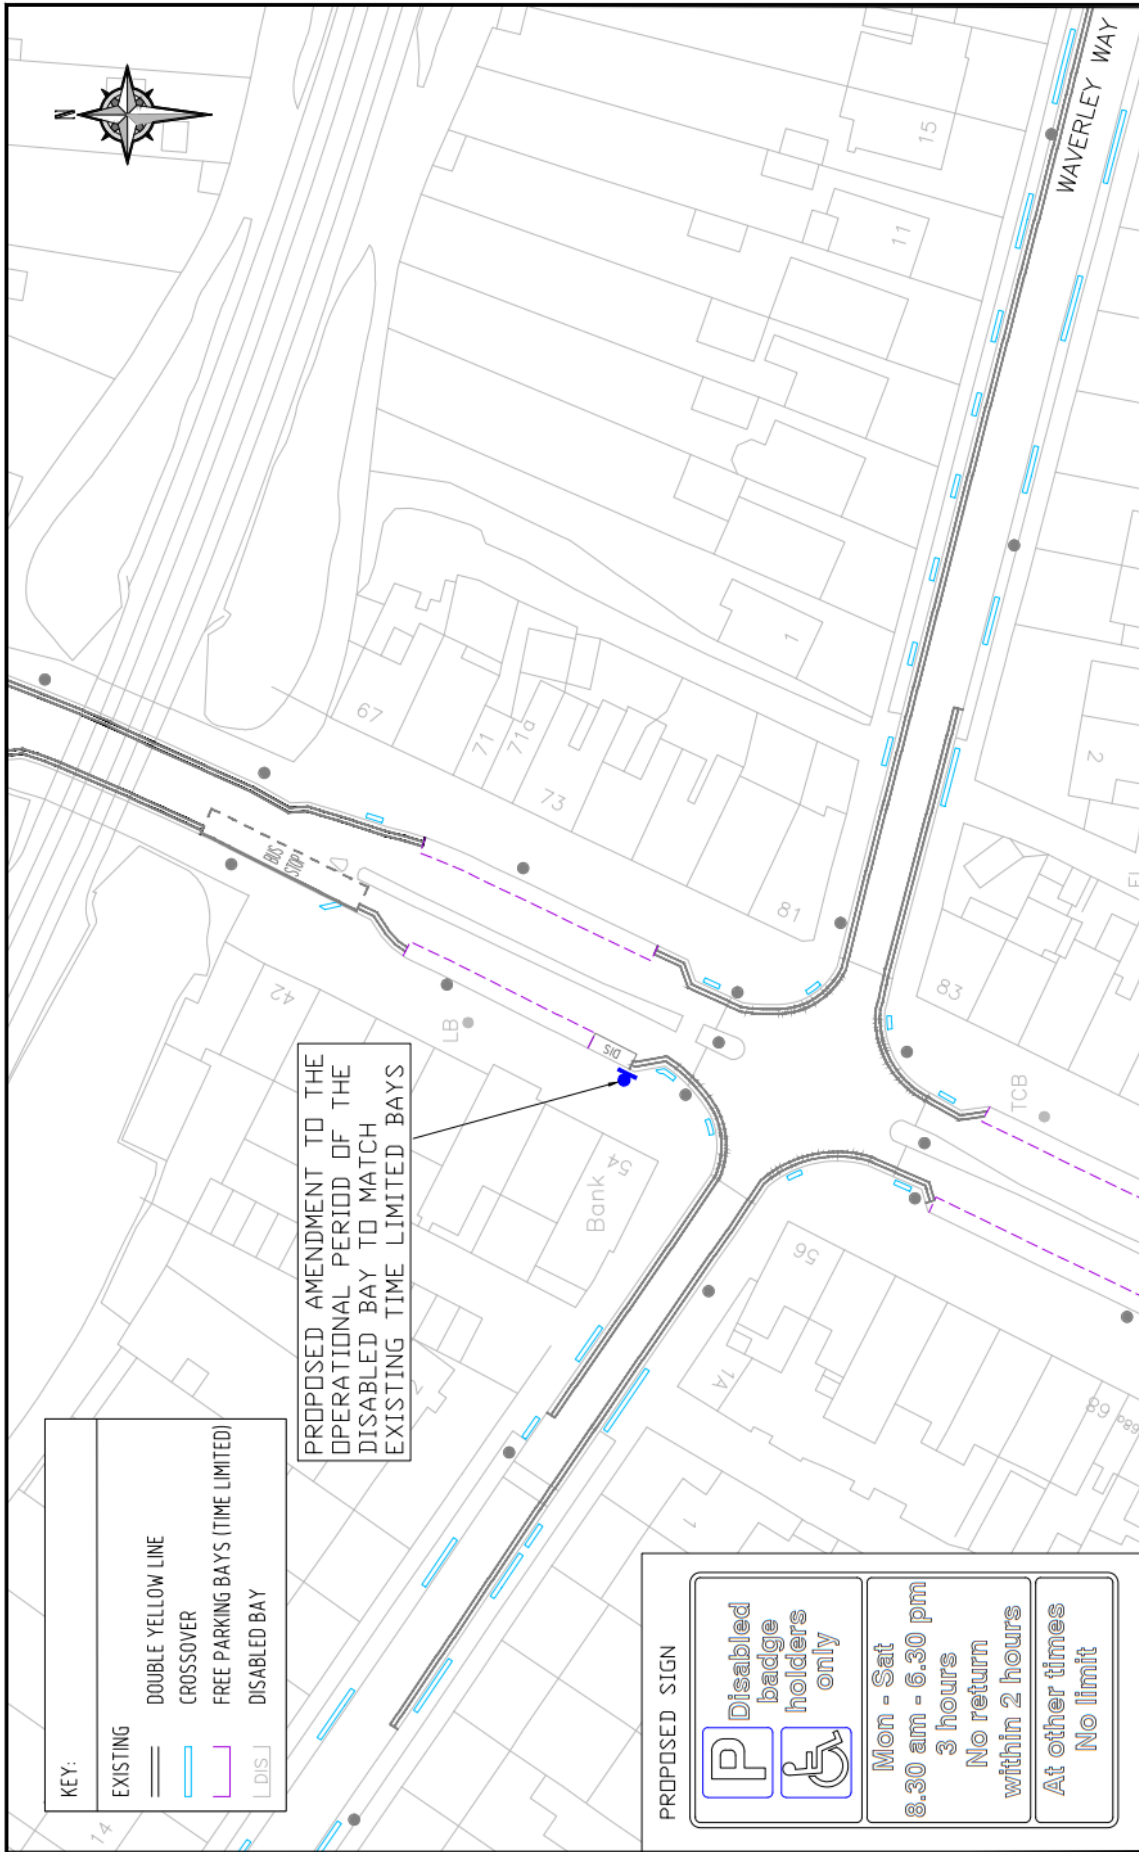 N
WAVERLEY WAY
15
11
1
2
67
71
71a
73
81
83
BUS
STOP
42
LB
DIS
TCB
54
Bank
56
1A
68
68a
1
14
PROPOSED AMENDMENT TO THE
OPERATIONAL PERIOD OF THE
DISABLED BAY TO MATCH
EXISTING TIME LIMITED BAYS
KEY:
EXISTING
DOUBLE YELLOW LINE
CROSSOVER
FREE PARKING BAYS (TIME LIMITED)
DIS
DISABLED BAY
PROPOSED SIGN
P
Disabled
badge
holders
only
Mon - Sat
8.30 am - 6.30 pm
3 hours
No return
within 2 hours
At other times
No limit